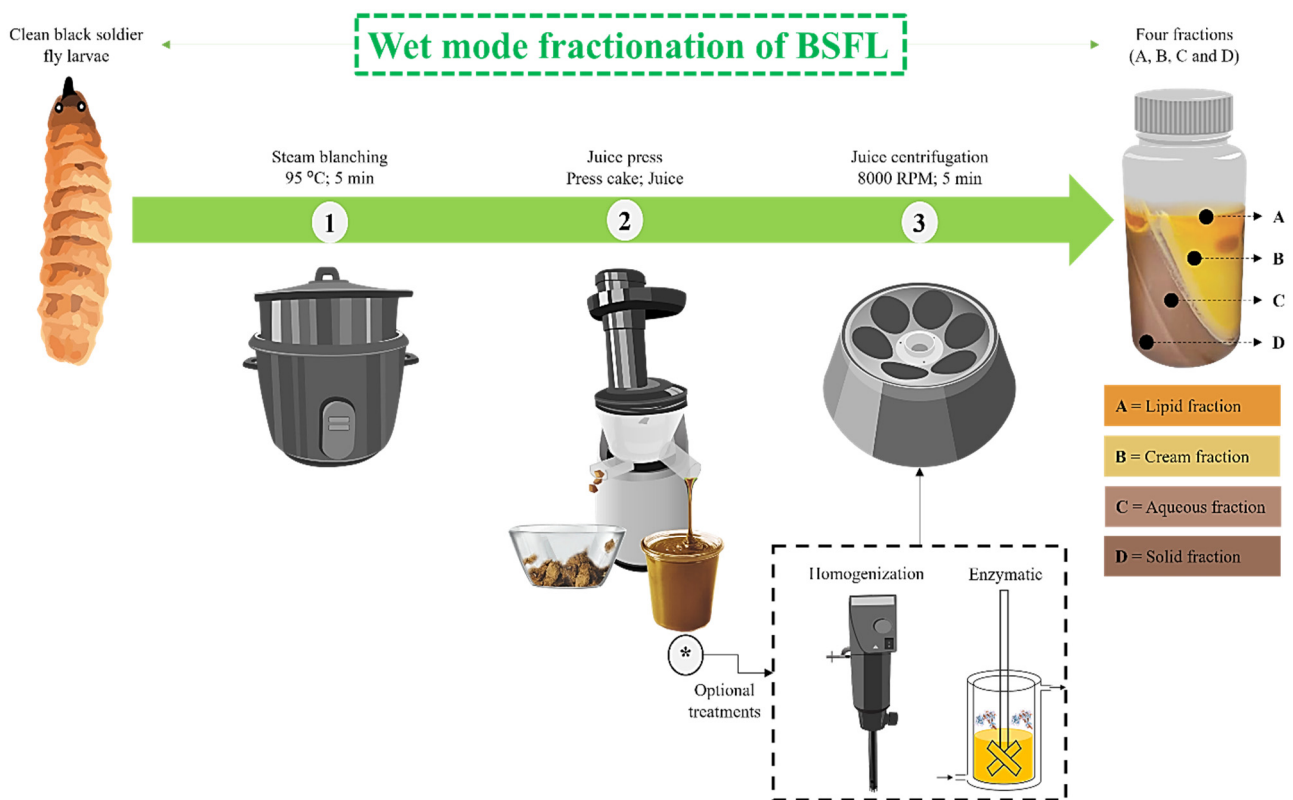 Wet mode fractionation of BSFL
Clean black soldier
fly larvae
Four fractions
(A, B, C and D)
Steam blanching
95 ⁰C; 5 min
Juice press
Press cake; Juice
Juice centrifugation
8000 RPM; 5 min
1
2
3
A
B
C
D
A = Lipid fraction
B = Cream fraction
C = Aqueous fraction
D = Solid fraction
Homogenization
Enzymatic
*
Optional
treatments